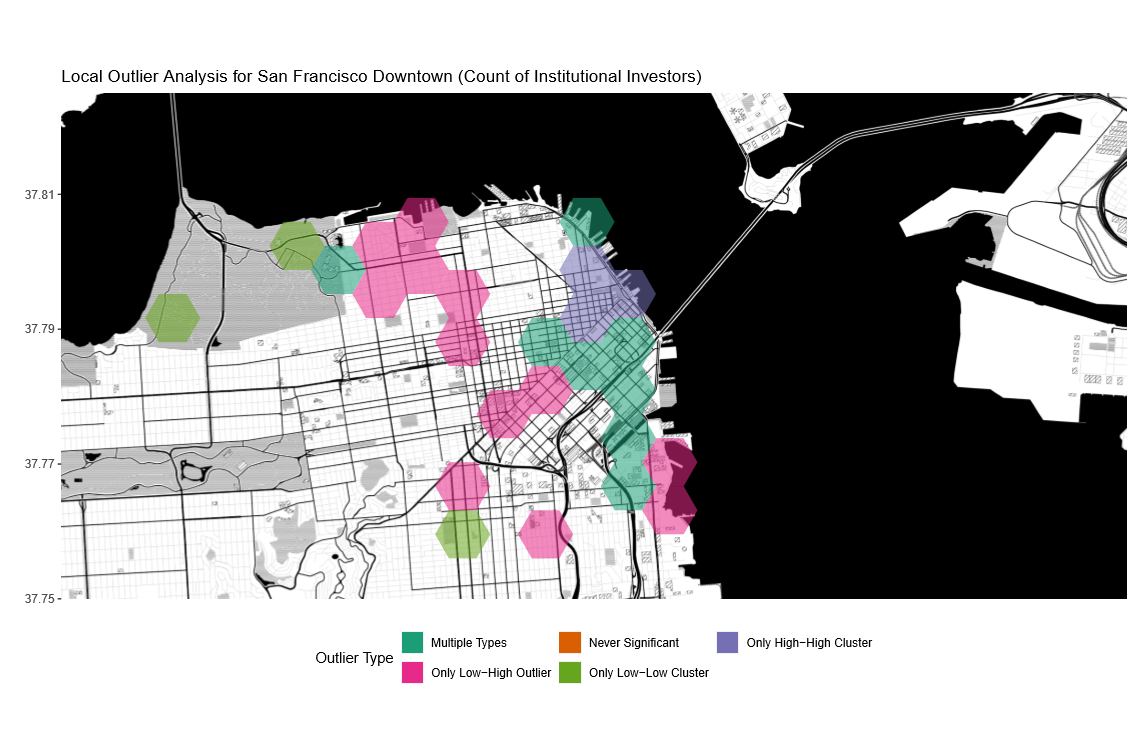 Local Outlier Analysis for San Francisco Downtown (Count of Institutional Investors)
37.81
37.79
37.77
37.75
Outlier Type
Multiple Types
Never Significant
Only High−High Cluster
Only Low−High Outlier
Only Low−Low Cluster